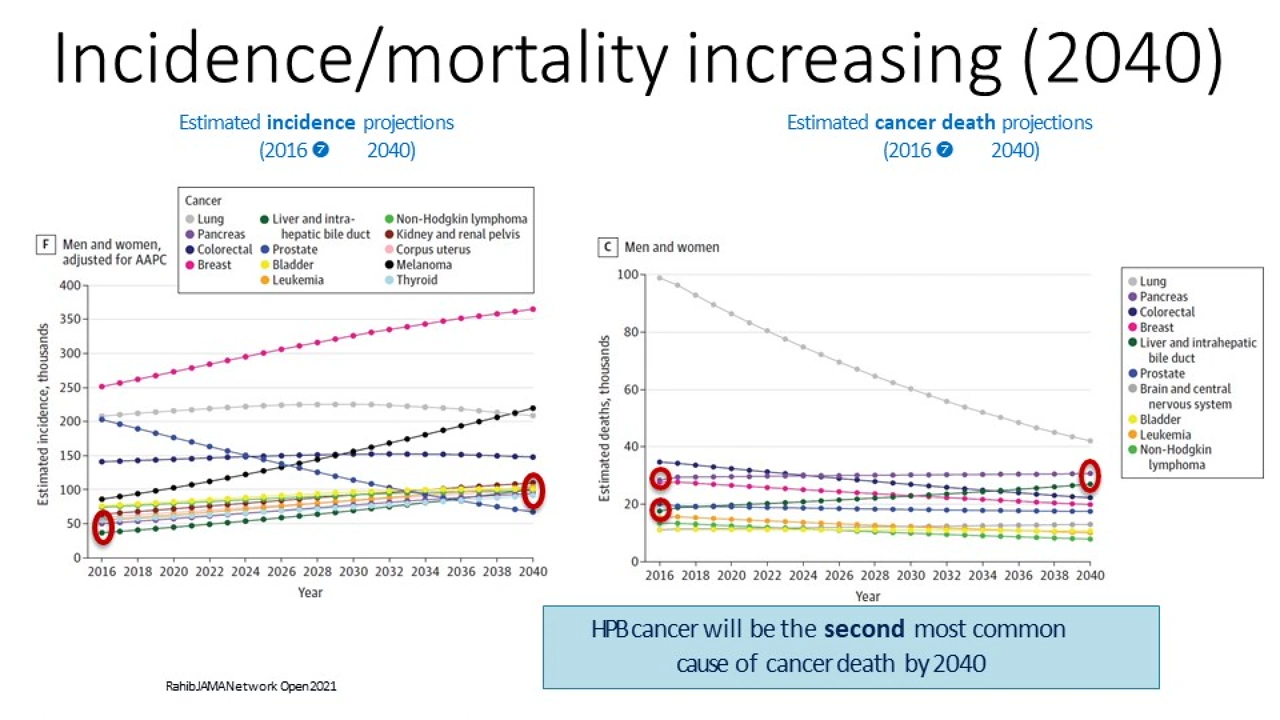 Incidence/mortality increasing (2040)
Estimated incidence projections
(2016 ❼ 2040)
Estimated cancer death projections
(2016 ❼ 2040)
F Men and women,
adjusted for AAPC
Cancer
Lung
Pancreas
Colorectal
Breast
Liver and intra-
hepatic bile duct
Prostate
Bladder
Leukemia
Non-Hodgkin lymphoma
Kidney and renal pelvis
Corpus uterus
Melanoma
Thyroid
Estimated incidence, thousands
400
350
300
250
200
150
100
50
0
2016 2018 2020 2022 2024 2026 2028 2030 2032 2034 2036 2038 2040
Year
C Men and women
Estimated deaths, thousands
100
80
60
40
20
0
2016 2018 2020 2022 2024 2026 2028 2030 2032 2034 2036 2038 2040
Year
Lung
Pancreas
Colorectal
Breast
Liver and intrahepatic
bile duct
Prostate
Brain and central
nervous system
Bladder
Leukemia
Non-Hodgkin
lymphoma
HPB cancer will be the second most common
cause of cancer death by 2040
Rahib JAMA Network Open 2021